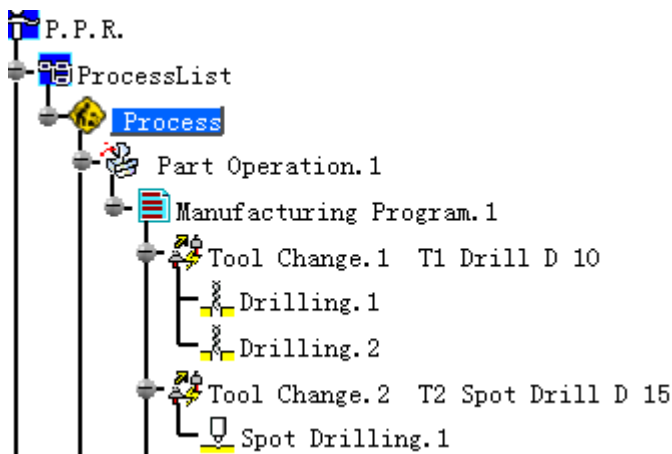 P.P.R.
ProcessList
Process
Part Operation.1
Manufacturing Program.1
Tool Change.1 T1 Drill D 10
Drilling.1
Drilling.2
Tool Change.2 T2 Spot Drill D 15
Spot Drilling.1